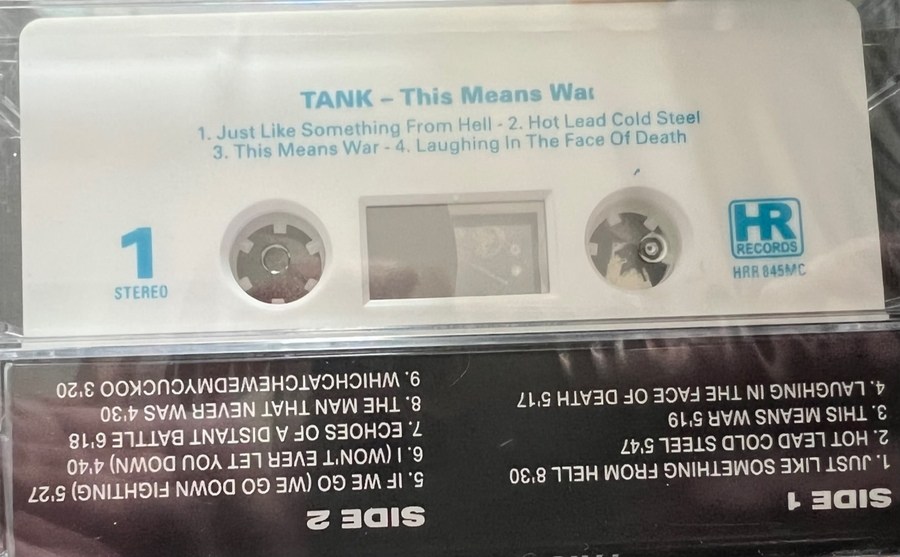 TANK – This Means War
1. Just Like Something From Hell - 2. Hot Lead Cold Steel
3. This Means War - 4. Laughing In The Face Of Death
1
STEREO
HR
RECORDS
HRR 845MC
SIDE 1
1. JUST LIKE SOMETHING FROM HELL 8'30
2. HOT LEAD COLD STEEL 5'47
3. THIS MEANS WAR 5'19
4. LAUGHING IN THE FACE OF DEATH 5'17
SIDE 2
5. IF WE GO (WE GO DOWN FIGHTING) 5'27
6. I (WON'T EVER LET YOU DOWN) 4'40
7. ECHOES OF A DISTANT BATTLE 6'18
8. THE MAN THAT NEVER WAS 4'30
9. WHICHCATCHEWEDMYCUCKOO 3'20